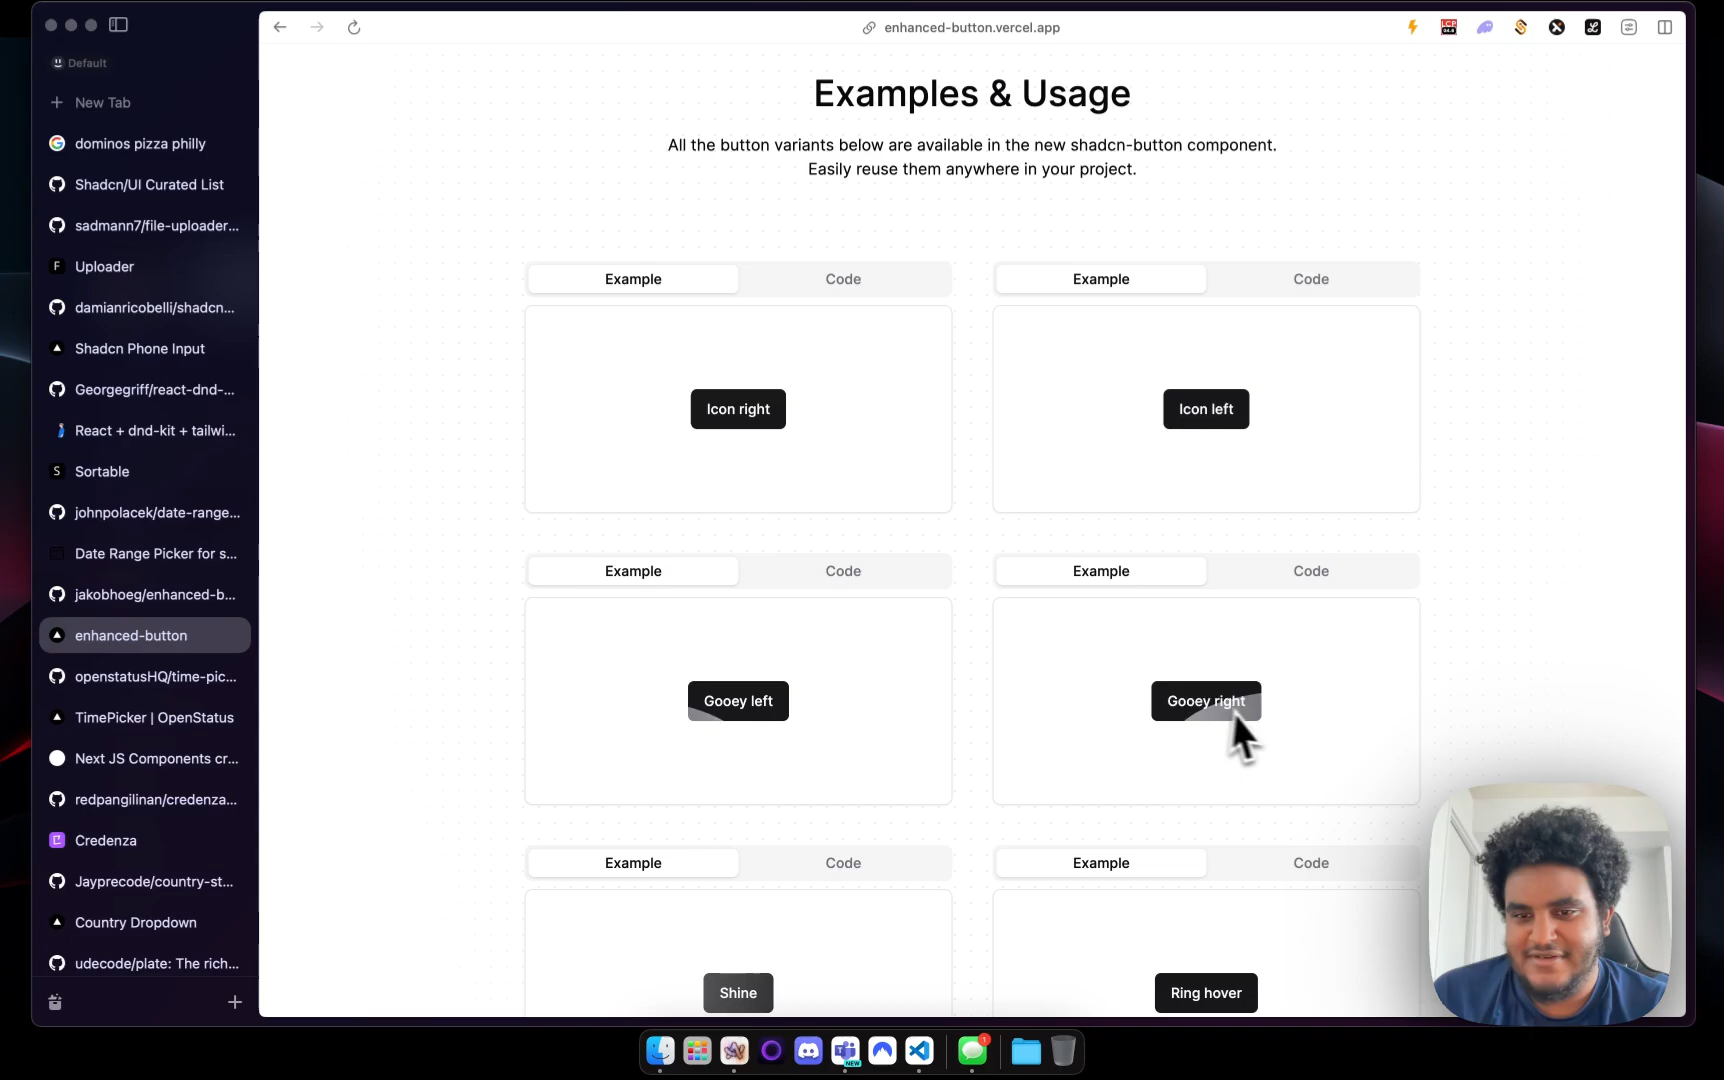 Default
New Tab
dominos pizza philly
Shadcn/UI Curated List
sadmann7/file-uploader...
F
Uploader
damianricobelli/shadcn...
Shadcn Phone Input
Georgegriff/react-dnd-...
React + dnd-kit + tailwi...
S
Sortable
johnpolacek/date-range...
Date Range Picker for s...
jakobhoeg/enhanced-b...
enhanced-button
openstatusHQ/time-pic...
TimePicker | OpenStatus
Next JS Components cr...
redpangilinan/credenza...
Credenza
Jayprecode/country-st...
Country Dropdown
udecode/plate: The rich...
enhanced-button.vercel.app
LCP
Examples & Usage
All the button variants below are available in the new shadcn-button component.
Easily reuse them anywhere in your project.
Example Code
Icon right
Example Code
Icon left
Example Code
Gooey left
Example Code
Gooey right
Example Code
Shine
Example Code
Ring hover
NEW
1